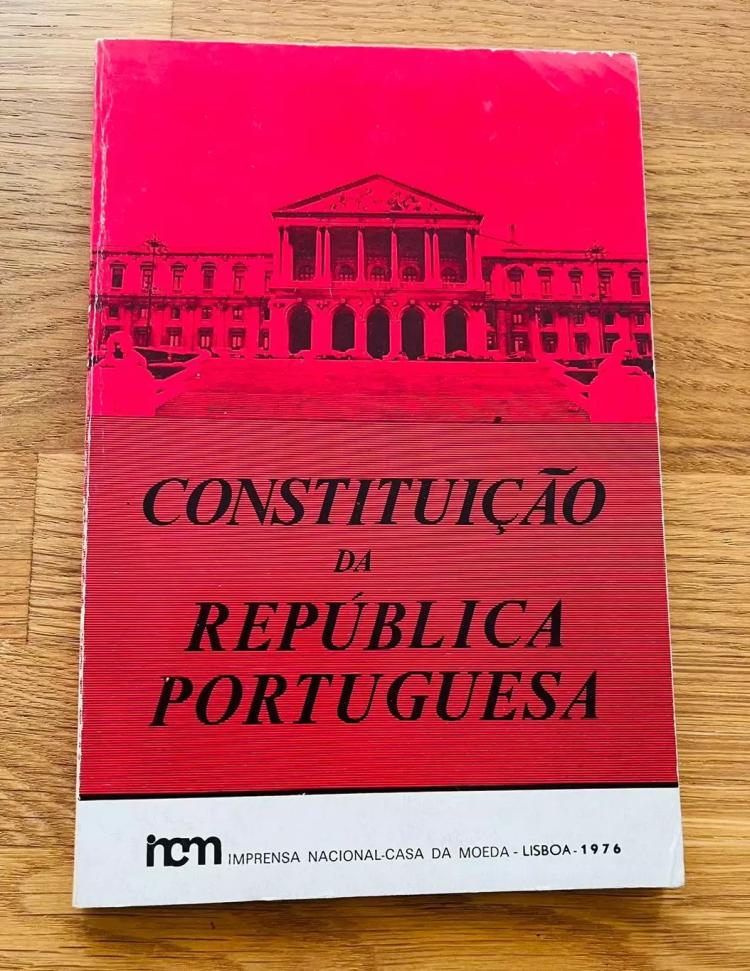 CONSTITUIÇÃO
DA
REPÚBLICA
PORTUGUESA
incm IMPRENSA NACIONAL-CASA DA MOEDA - LISBOA - 1976